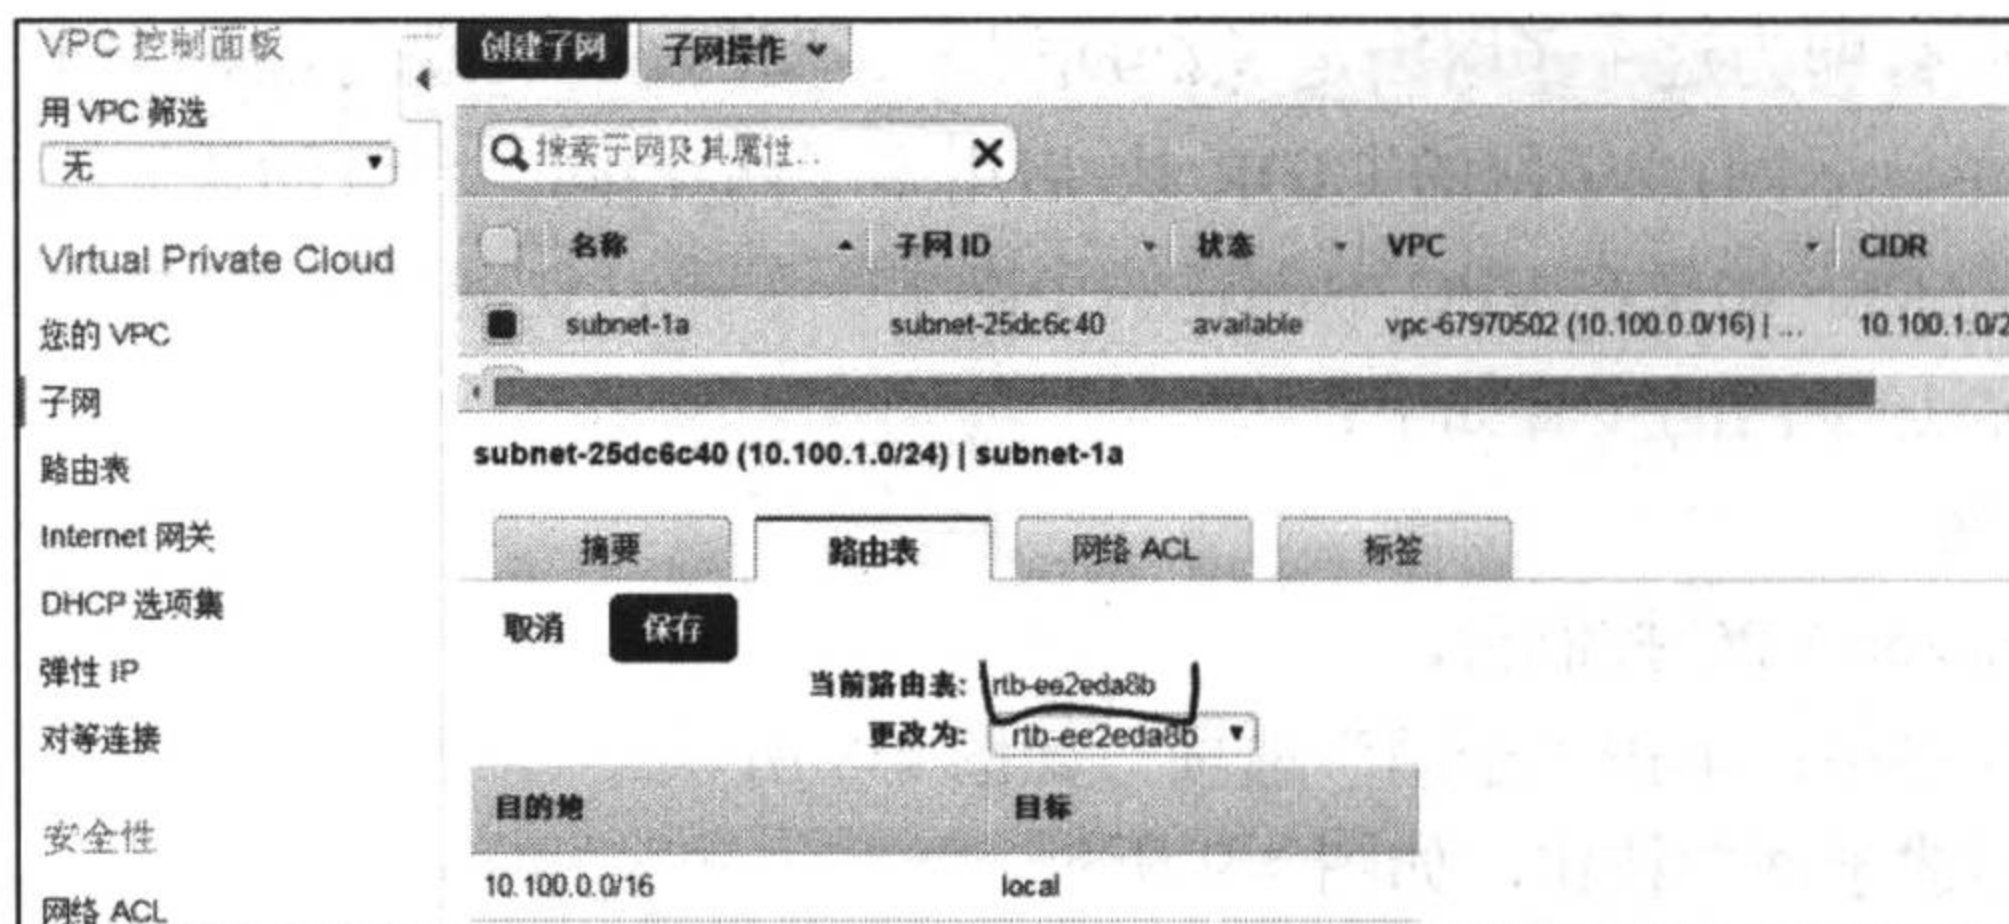 VPC 控制面板
用 VPC 筛选
无
Virtual Private Cloud
您的 VPC
子网
路由表
Internet 网关
DHCP 选项集
弹性 IP
对等连接
安全性
网络 ACL
创建子网 子网操作
搜索子网及其属性...
名称 子网 ID 状态 VPC CIDR
subnet-1a subnet-25dc6c40 available vpc-67970502 (10.100.0.0/16) | ... 10.100.1.0/2
subnet-25dc6c40 (10.100.1.0/24) | subnet-1a
摘要 路由表 网络 ACL 标签
取消 保存
当前路由表: rtb-ee2eda8b
更改为: rtb-ee2eda8b
目的地 目标
10.100.0.0/16 local